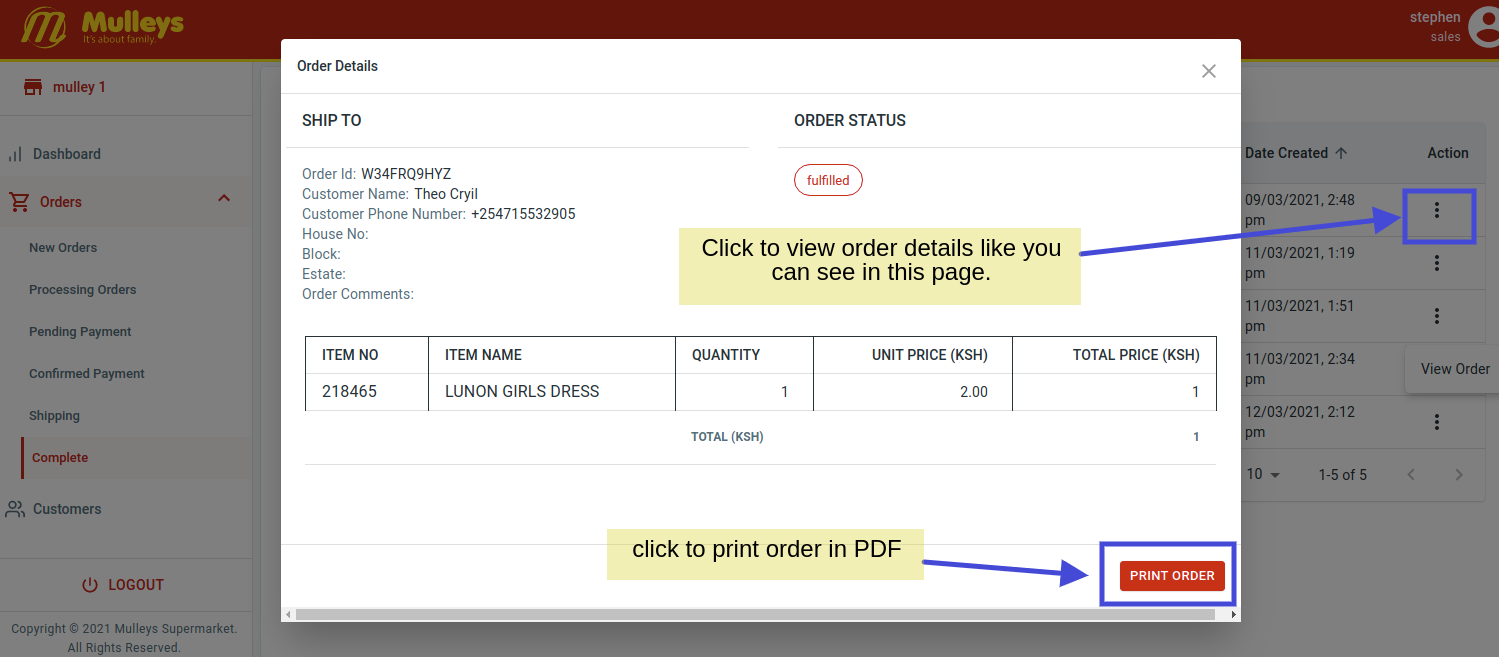 Mulleys
It's about family.
stephen
sales
mulley 1
Dashboard
Orders
New Orders
Processing Orders
Pending Payment
Confirmed Payment
Shipping
Complete
Customers
LOGOUT
Copyright © 2021 Mulleys Supermarket.
All Rights Reserved.
Order Details
SHIP TO
ORDER STATUS
Order Id: W34FRQ9HYZ
fulfilled
Customer Name: Theo Cryil
Customer Phone Number: +254715532905
House No:
Block:
Estate:
Order Comments:
Click to view order details like you
can see in this page.
ITEM NO ITEM NAME QUANTITY UNIT PRICE (KSH) TOTAL PRICE (KSH)
218465 LUNON GIRLS DRESS 1 2.00 1
TOTAL (KSH) 1
click to print order in PDF
PRINT ORDER
Date Created Action
09/03/2021, 2:48
pm
11/03/2021, 1:19
pm
11/03/2021, 1:51
pm
11/03/2021, 2:34
pm
View Order
12/03/2021, 2:12
pm
10 1-5 of 5